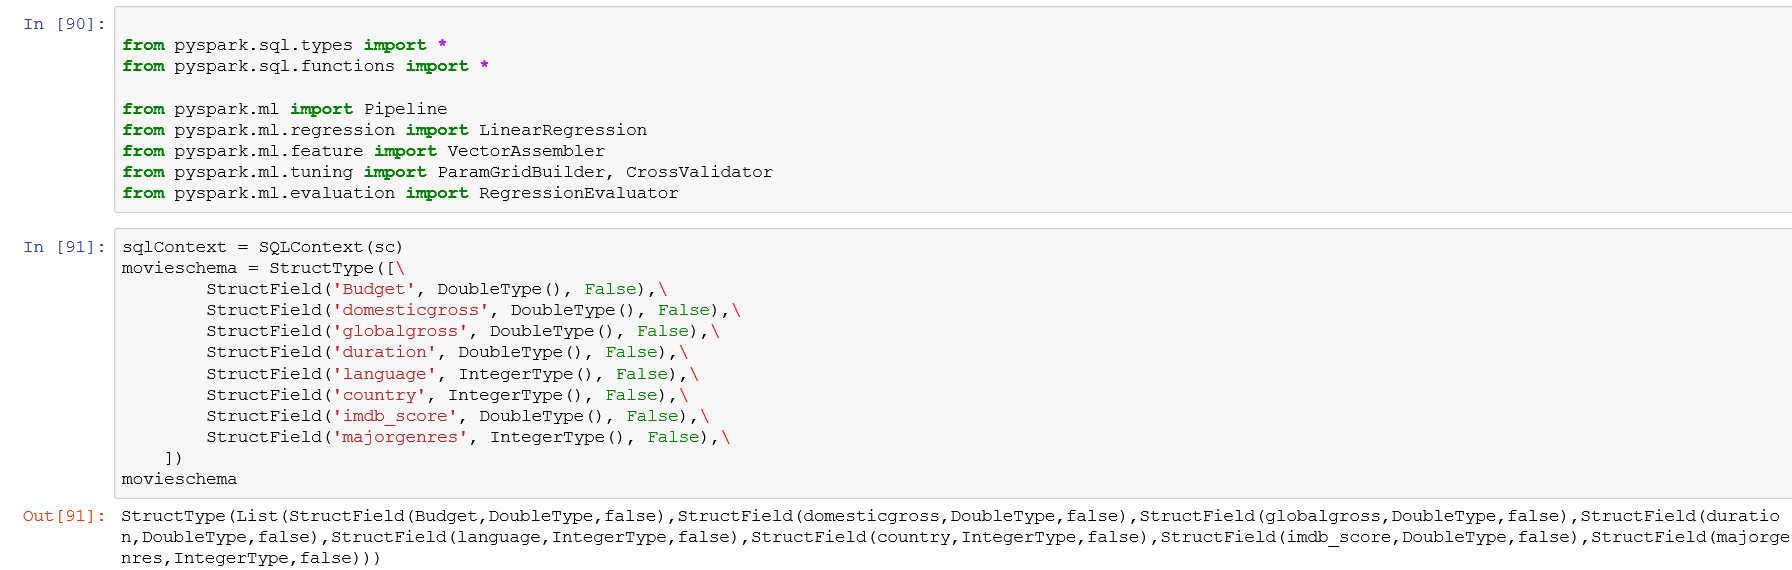 In [90]:
from pyspark.sql.types import *
from pyspark.sql.functions import *
from pyspark.ml import Pipeline
from pyspark.ml.regression import LinearRegression
from pyspark.ml.feature import VectorAssembler
from pyspark.ml.tuning import ParamGridBuilder, CrossValidator
from pyspark.ml.evaluation import RegressionEvaluator
In [91]: sqlContext = SQLContext(sc)
movieschema = StructType([\
        StructField('Budget', DoubleType(), False),\
        StructField('domesticgross', DoubleType(), False),\
        StructField('globalgross', DoubleType(), False),\
        StructField('duration', DoubleType(), False),\
        StructField('language', IntegerType(), False),\
        StructField('country', IntegerType(), False),\
        StructField('imdb_score', DoubleType(), False),\
        StructField('majorgenres', IntegerType(), False),\
    ])
movieschema
Out[91]: StructType(List(StructField(Budget,DoubleType,false),StructField(domesticgross,DoubleType,false),StructField(globalgross,DoubleType,false),StructField(duratio
n,DoubleType,false),StructField(language,IntegerType,false),StructField(country,IntegerType,false),StructField(imdb_score,DoubleType,false),StructField(majorge
nres,IntegerType,false)))